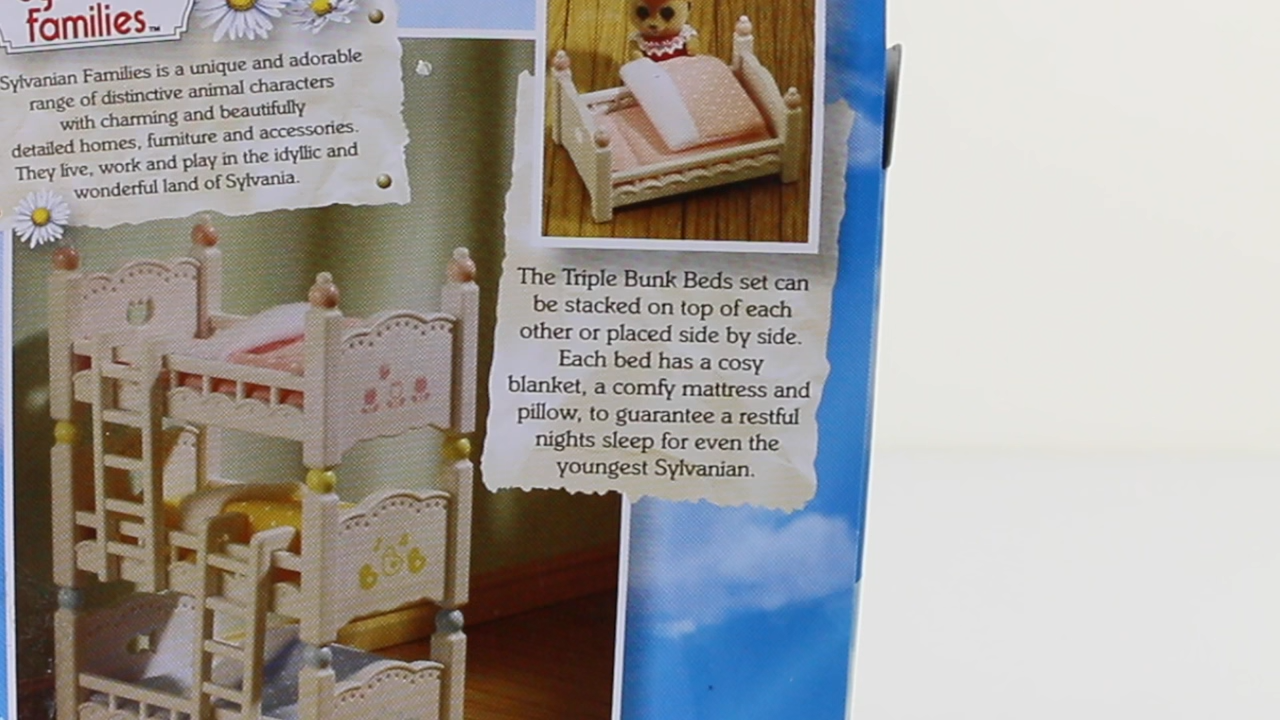 Families™
Sylvanian Families is a unique and adorable
range of distinctive animal characters
with charming and beautifully
detailed homes, furniture and accessories.
They live, work and play in the idyllic and
wonderful land of Sylvania.
The Triple Bunk Beds set can
be stacked on top of each
other or placed side by side.
Each bed has a cosy
blanket, a comfy mattress and
pillow, to guarantee a restful
nights sleep for even the
youngest Sylvanian.